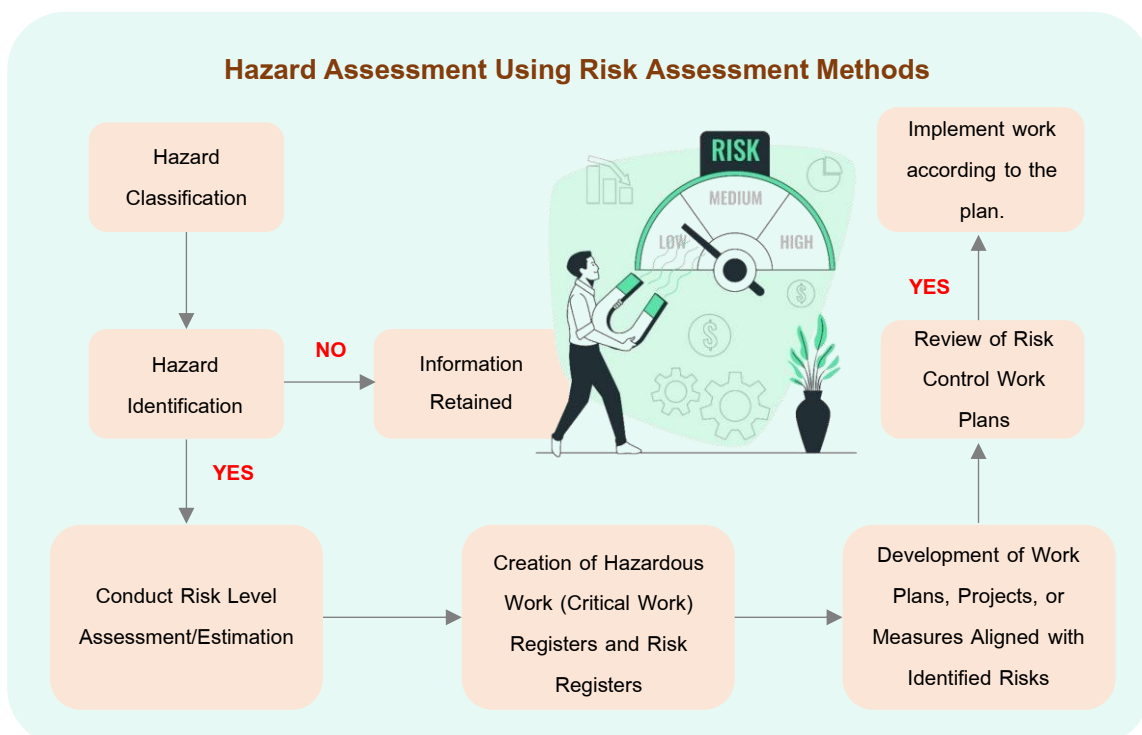 Hazard Assessment Using Risk Assessment Methods
Hazard
Classification
Hazard
Identification
NO
Information
Retained
YES
Conduct Risk Level
Assessment/Estimation
Creation of Hazardous
Work (Critical Work)
Registers and Risk
Registers
Development of Work
Plans, Projects, or
Measures Aligned with
Identified Risks
Review of Risk
Control Work
Plans
YES
Implement work
according to the
plan.
RISK
MEDIUM
LOW
HIGH
$
$